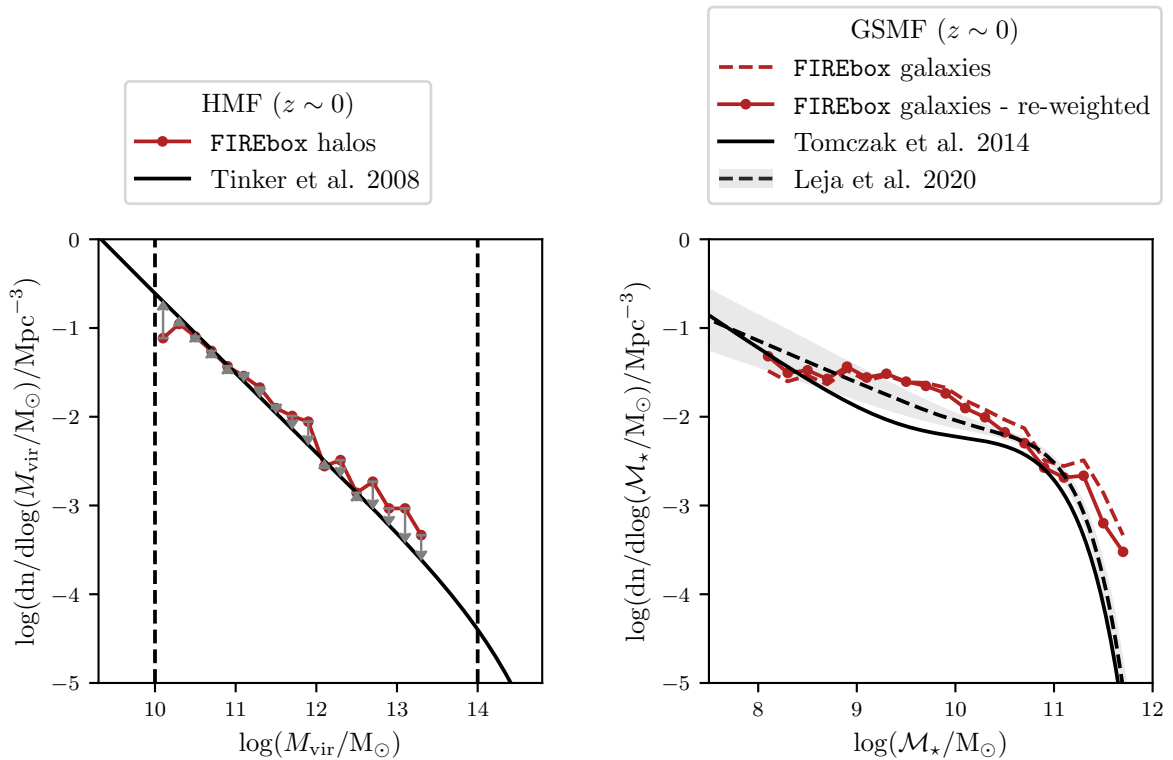 HMF (z ∼ 0)
FIREbox halos
Tinker et al. 2008
GSMF (z ∼ 0)
FIREbox galaxies
FIREbox galaxies - re-weighted
Tomczak et al. 2014
Leja et al. 2020
log(dn/dlog(M_vir/M_⊙)/Mpc^−3)
0
−1
−2
−3
−4
−5
10 11 12 13 14
log(M_vir/M_⊙)
log(dn/dlog(M_⋆/M_⊙)/Mpc^−3)
0
−1
−2
−3
−4
−5
8 9 10 11 12
log(M_⋆/M_⊙)